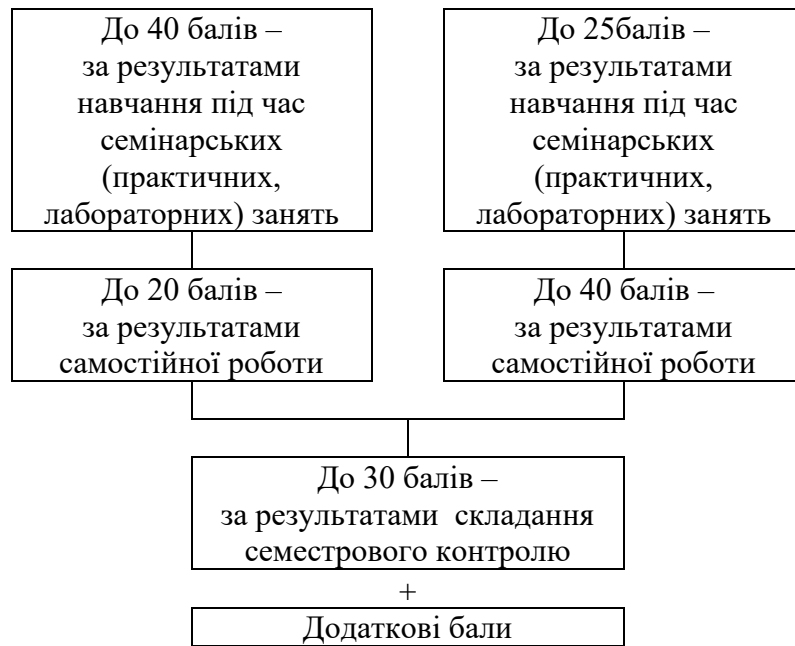 До 40 балів –
за результатами
навчання під час
семінарських
(практичних,
лабораторних) занять
До 25балів –
за результатами
навчання під час
семінарських
(практичних,
лабораторних) занять
До 20 балів –
за результатами
самостійної роботи
До 40 балів –
за результатами
самостійної роботи
До 30 балів –
за результатами складання
семестрового контролю
+
Додаткові бали